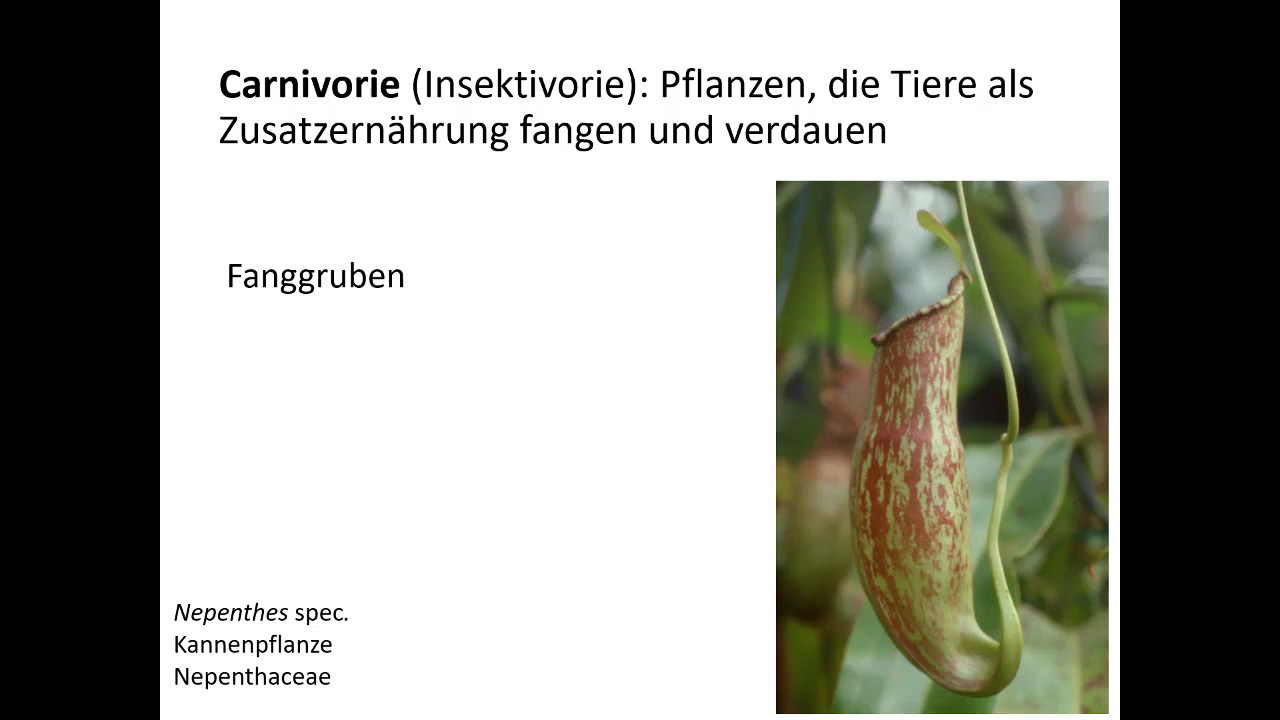 Carnivorie (Insektivorie): Pflanzen, die Tiere als
Zusatzernährung fangen und verdauen
Fanggruben
Nepenthes spec.
Kannenpflanze
Nepenthaceae